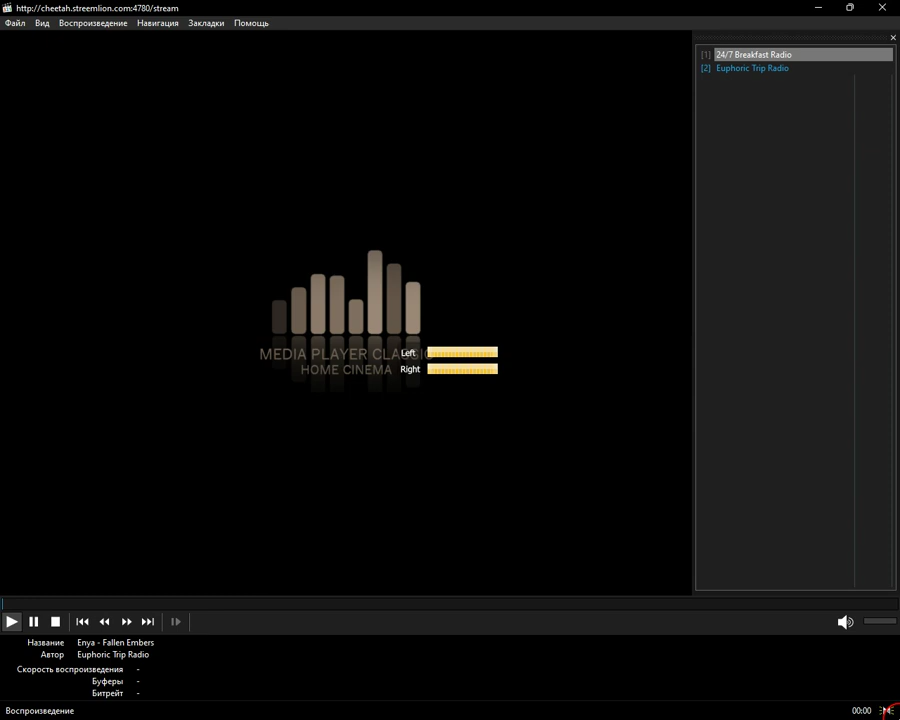 http://cheetah.streemlion.com:4780/stream
Файл Вид Воспроизведение Навигация Закладки Помощь
[1] 24/7 Breakfast Radio
[2] Euphoric Trip Radio
MEDIA PLAYER CLASSIC
HOME CINEMA
Left
Right
Название Enya - Fallen Embers
Автор Euphoric Trip Radio
Скорость воспроизведения -
Буферы -
Битрейт -
Воспроизведение 00:00